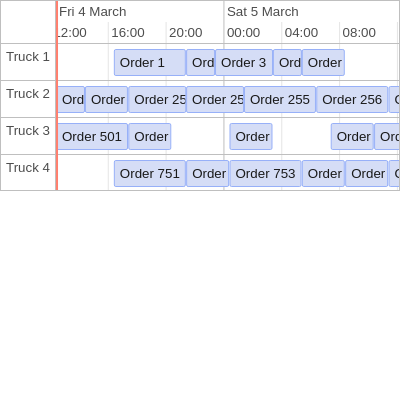 Fri 4 March Sat 5 March
2:00 16:00 20:00 00:00 04:00 08:00
Truck 1 Order 1 Ord Order 3 Ord Order
Truck 2 Ord Order Order 25 Order 25 Order 255 Order 256
Truck 3 Order 501 Order Order Order Ord
Truck 4 Order 751 Order Order 753 Order Order